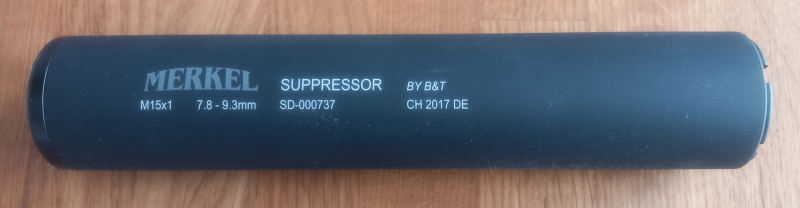 MERKEL SUPPRESSOR BY B&T
M15x1 7.8 - 9.3mm SD-000737 CH 2017 DE